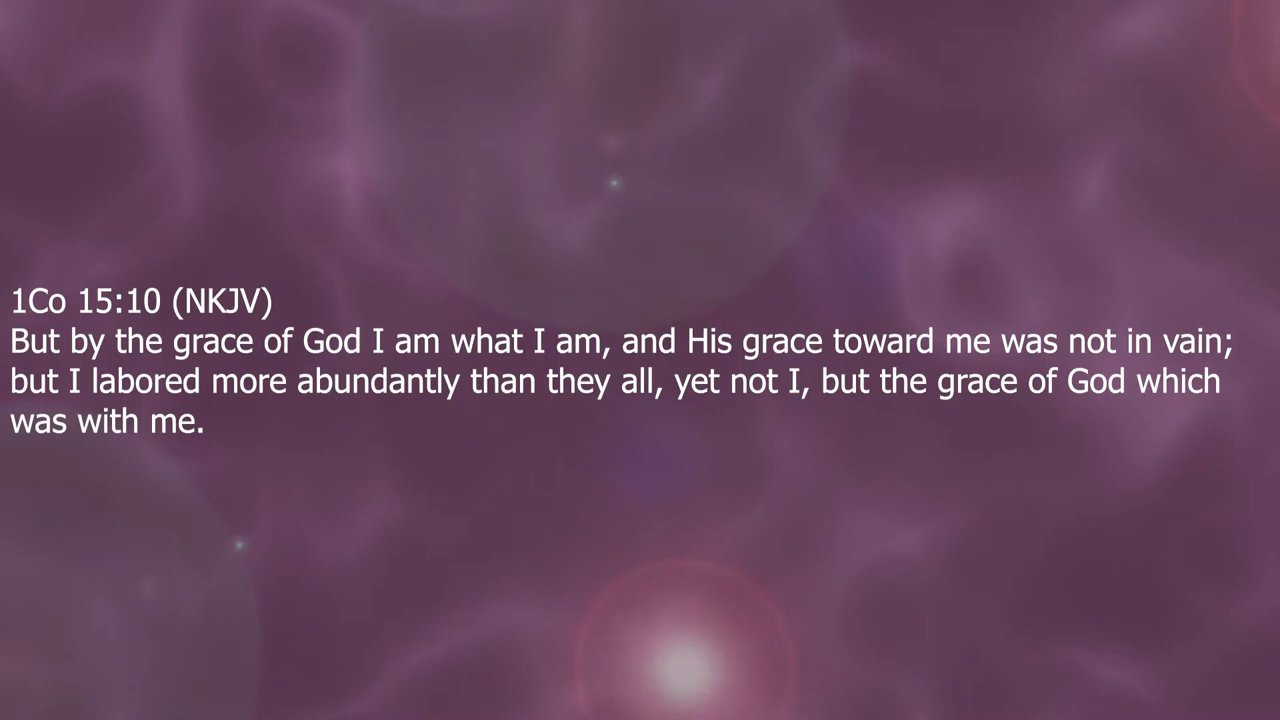 1Co 15:10 (NKJV)
But by the grace of God I am what I am, and His grace toward me was not in vain;
but I labored more abundantly than they all, yet not I, but the grace of God which
was with me.